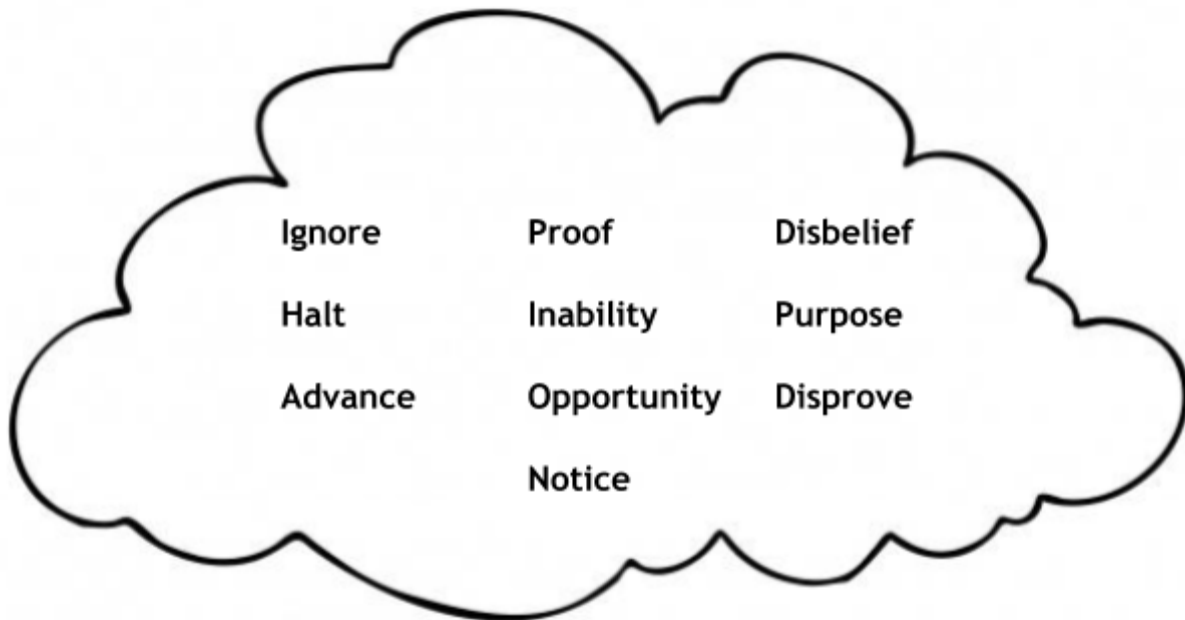 Ignore Proof Disbelief
Halt Inability Purpose
Advance Opportunity Disprove
Notice